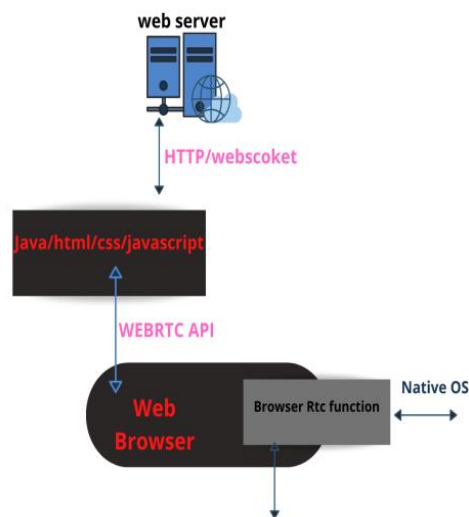 web server
HTTP/webscoket
Java/html/css/javascript
WEBRTC API
Web
Browser
Browser Rtc function
Native OS